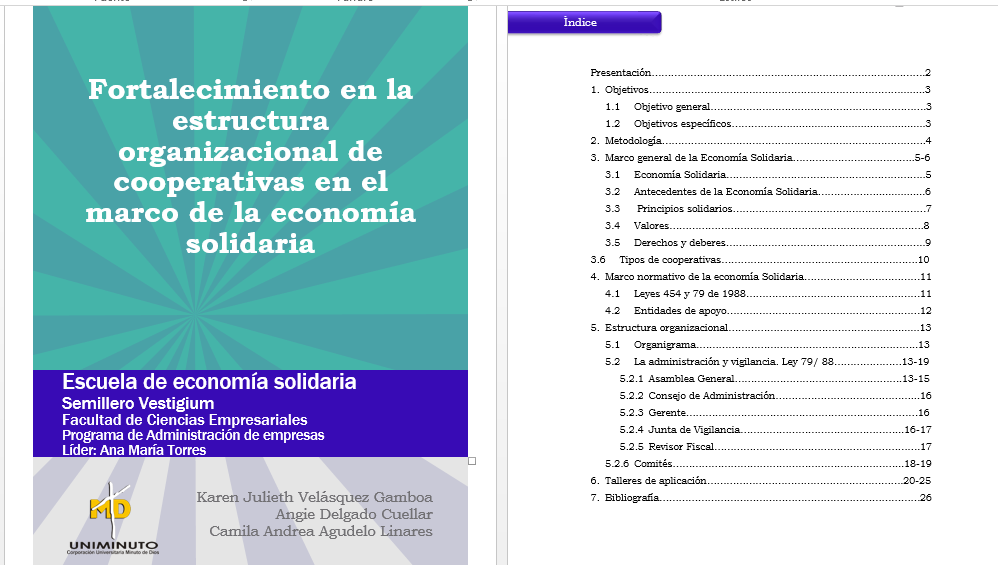 Fortalecimiento en la
estructura
organizacional de
cooperativas en el
marco de la economía
solidaria
Escuela de economía solidaria
Semillero Vestigium
Facultad de Ciencias Empresariales
Programa de Administración de empresas
Líder: Ana María Torres
MD
UNIMINUTO
Corporación Universitaria Minuto de Dios
Karen Julieth Velásquez Gamboa
Angie Delgado Cuellar
Camila Andrea Agudelo Linares
Índice
Presentación.......................2
1. Objetivos.......................3
1.1 Objetivo general.......................3
1.2 Objetivos específicos.......................3
2. Metodología.......................4
3. Marco general de la Economía Solidaria.......................5-6
3.1 Economía Solidaria.......................5
3.2 Antecedentes de la Economía Solidaria.......................6
3.3 Principios solidarios.......................7
3.4 Valores.......................8
3.5 Derechos y deberes.......................9
3.6 Tipos de cooperativas.......................10
4. Marco normativo de la economía Solidaria.......................11
4.1 Leyes 454 y 79 de 1988.......................11
4.2 Entidades de apoyo.......................12
5. Estructura organizacional.......................13
5.1 Organigrama.......................13
5.2 La administración y vigilancia. Ley 79/ 88.......................13-19
5.2.1 Asamblea General.......................13-15
5.2.2 Consejo de Administración.......................16
5.2.3 Gerente.......................16
5.2.4 Junta de Vigilancia.......................16-17
5.2.5 Revisor Fiscal.......................17
5.2.6 Comités.......................18-19
6. Talleres de aplicación.......................20-25
7. Bibliografía.......................26